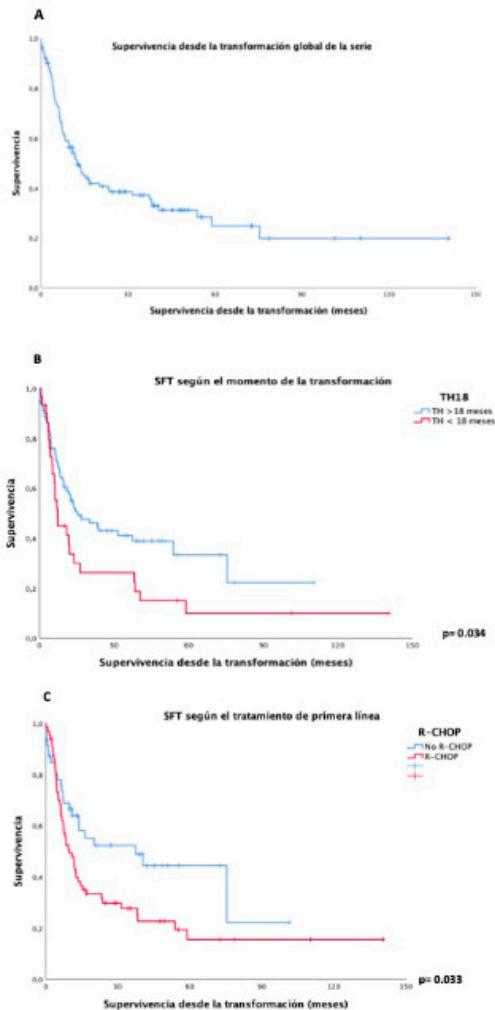 A
Supervivencia desde la transformación global de la serie
1,0
0,8
0,6
0,4
0,2
0,0
Supervivencia
0 30 60 90 120 150
Supervivencia desde la transformación (meses)
B
SFT según el momento de la transformación
TH18
TH >18 meses
TH < 18 meses
1,0
0,8
0,6
0,4
0,2
0,0
Supervivencia
0 30 60 90 120 150
p=0.034
Supervivencia desde la transformación (meses)
C
SFT según el tratamiento de primera línea
R-CHOP
No R-CHOP
R-CHOP
1,0
0,8
0,6
0,4
0,2
0,0
Supervivencia
0 30 60 90 120 150
p=0.033
Supervivencia desde la transformación (meses)